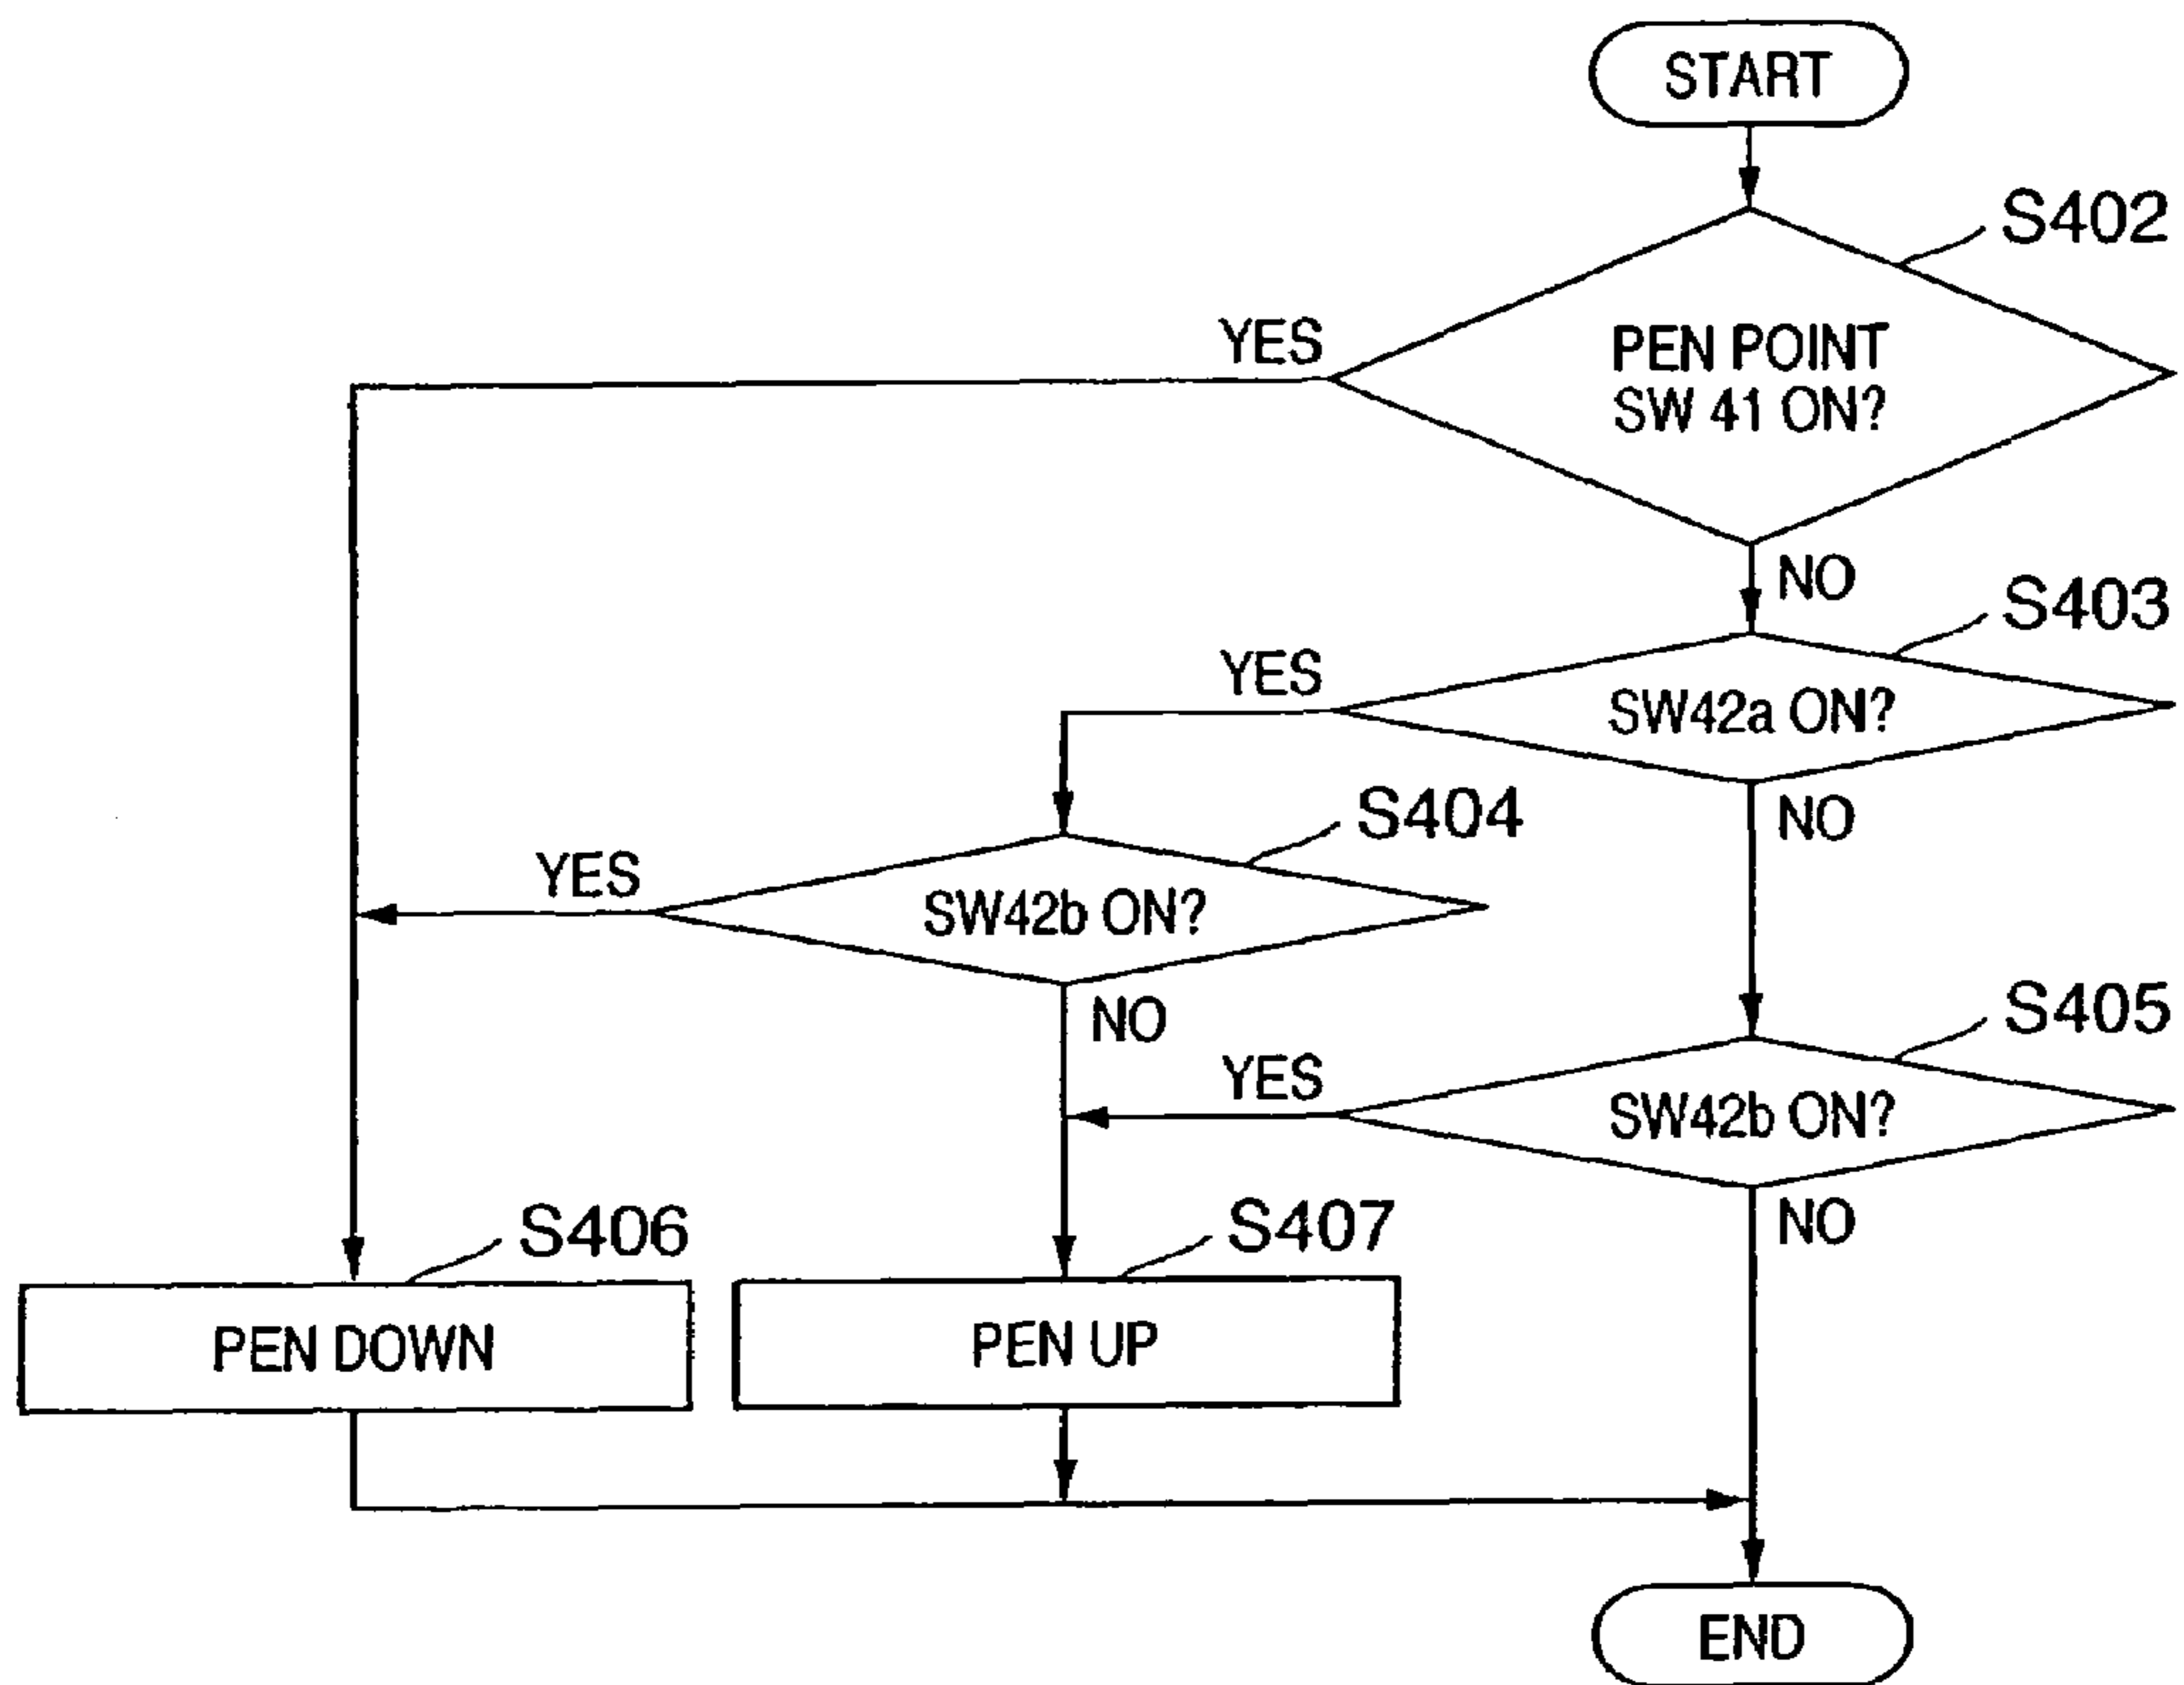 START
S402
YES
PEN POINT
SW 41 ON?
NO
S403
YES
SW42a ON?
NO
S404
YES
SW42b ON?
NO
S405
YES
SW42b ON?
NO
S406
S407
PEN DOWN
PEN UP
END